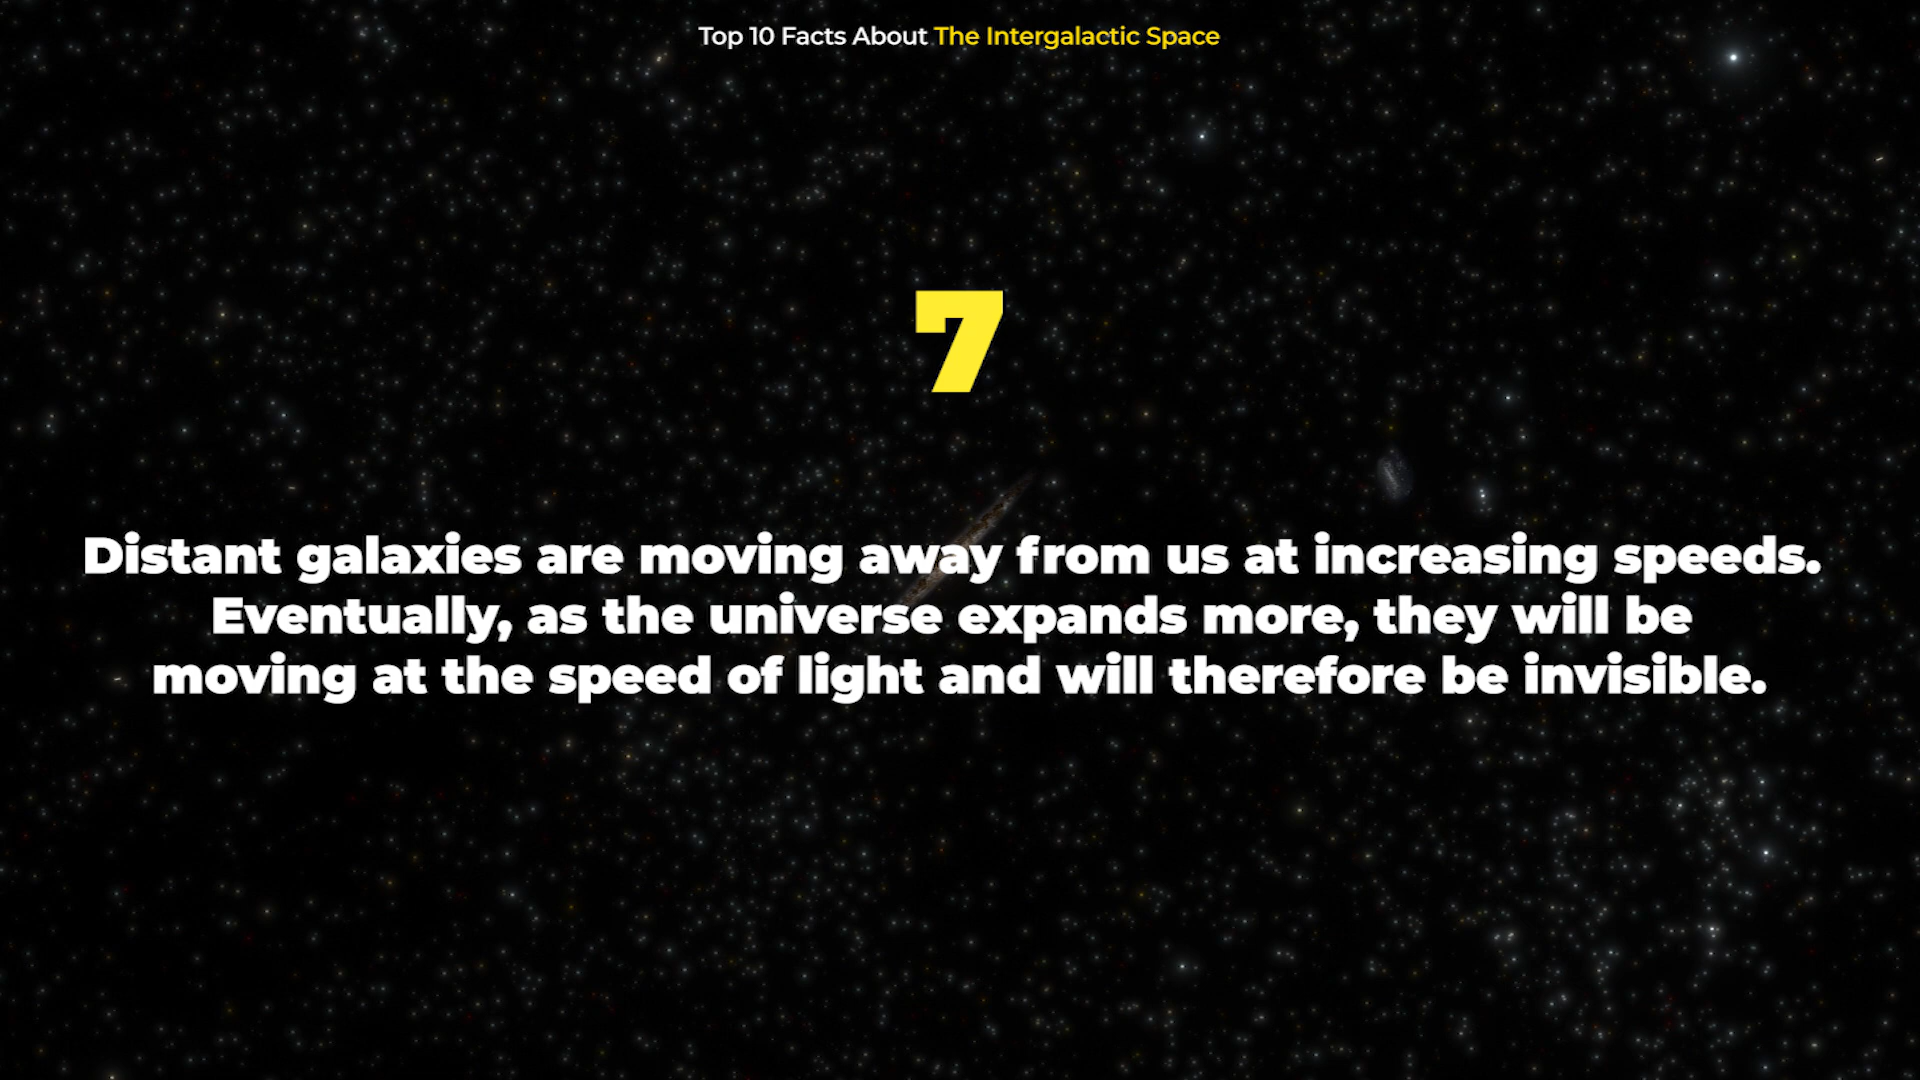 Top 10 Facts About The Intergalactic Space
7
Distant galaxies are moving away from us at increasing speeds.
Eventually, as the universe expands more, they will be
moving at the speed of light and will therefore be invisible.